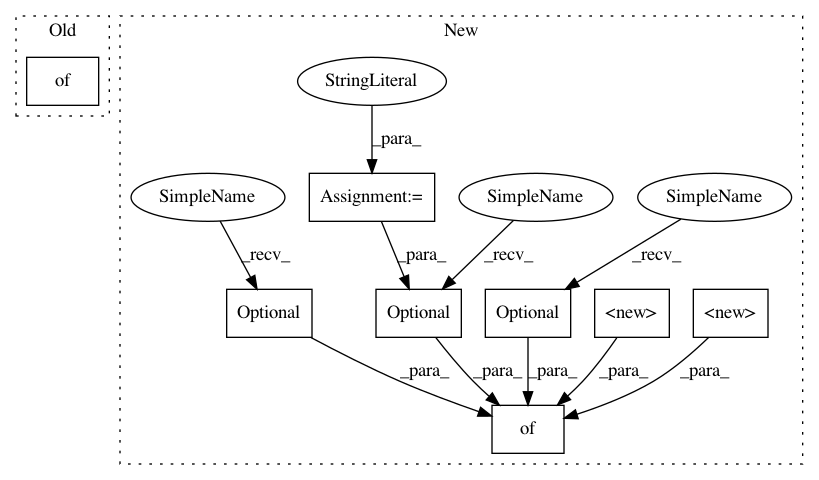 Old
New
of
StringLiteral
_para_
SimpleName
Assignment:=
SimpleName
SimpleName
_recv_
_para_
_recv_
_recv_
Optional
Optional
Optional
<new>
<new>
_para_
_para_
_para_
_para_
_para_
of